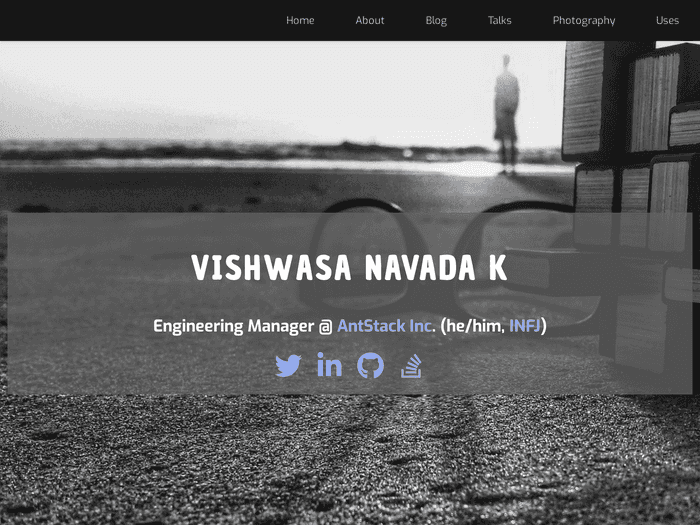 Home About Blog Talks Photography Uses
VISHWASA NAVADA K
Engineering Manager @ AntStack Inc. (he/him, INFJ)